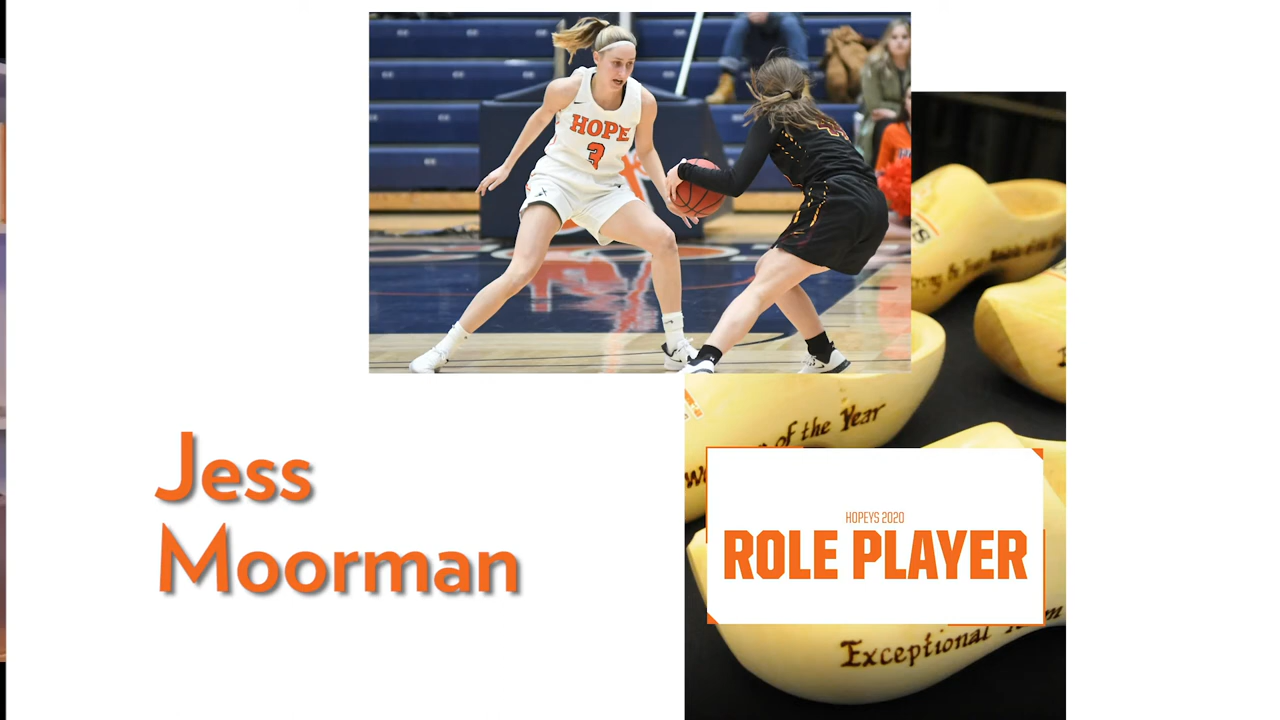 HOPE
3
of the Year
Jess
Moorman
HOPEYS 2020
ROLE PLAYER
Exceptional